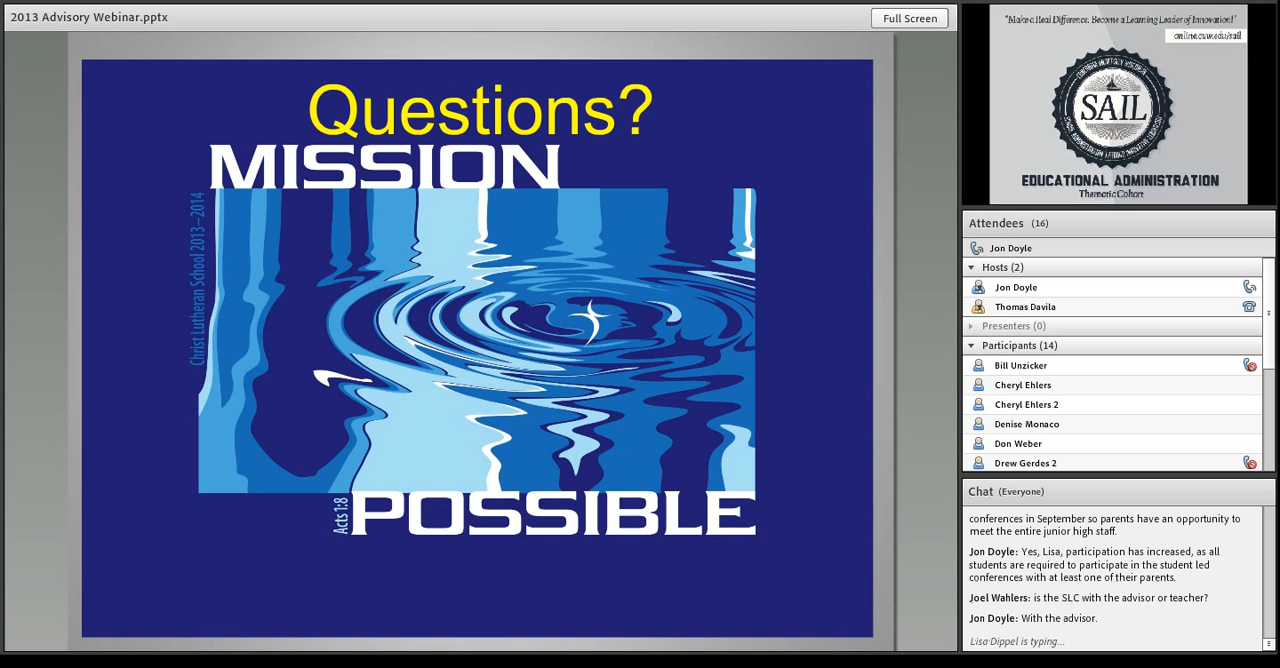 2013 Advisory Webinar.pptx
Full Screen
Questions?
MISSION
Christ Lutheran School 2013–2014
Acts 1:8
POSSIBLE
"Make a Real Difference. Become a Learning Leader of Innovation!"
online.cuw.edu/sail
SAIL
EDUCATIONAL ADMINISTRATION
Thematic Cohort
Attendees (16)
Jon Doyle
Hosts (2)
Jon Doyle
Thomas Davila
Presenters (0)
Participants (14)
Bill Unzicker
Cheryl Ehlers
Cheryl Ehlers 2
Denise Monaco
Don Weber
Drew Gerdes 2
Chat (Everyone)
conferences in September so parents have an opportunity to
meet the entire junior high staff.
Jon Doyle: Yes, Lisa, participation has increased, as all
students are required to participate in the student led
conferences with at least one of their parents.
Joel Wahlers: is the SLC with the advisor or teacher?
Jon Doyle: With the advisor.
Lisa Dippel is typing...